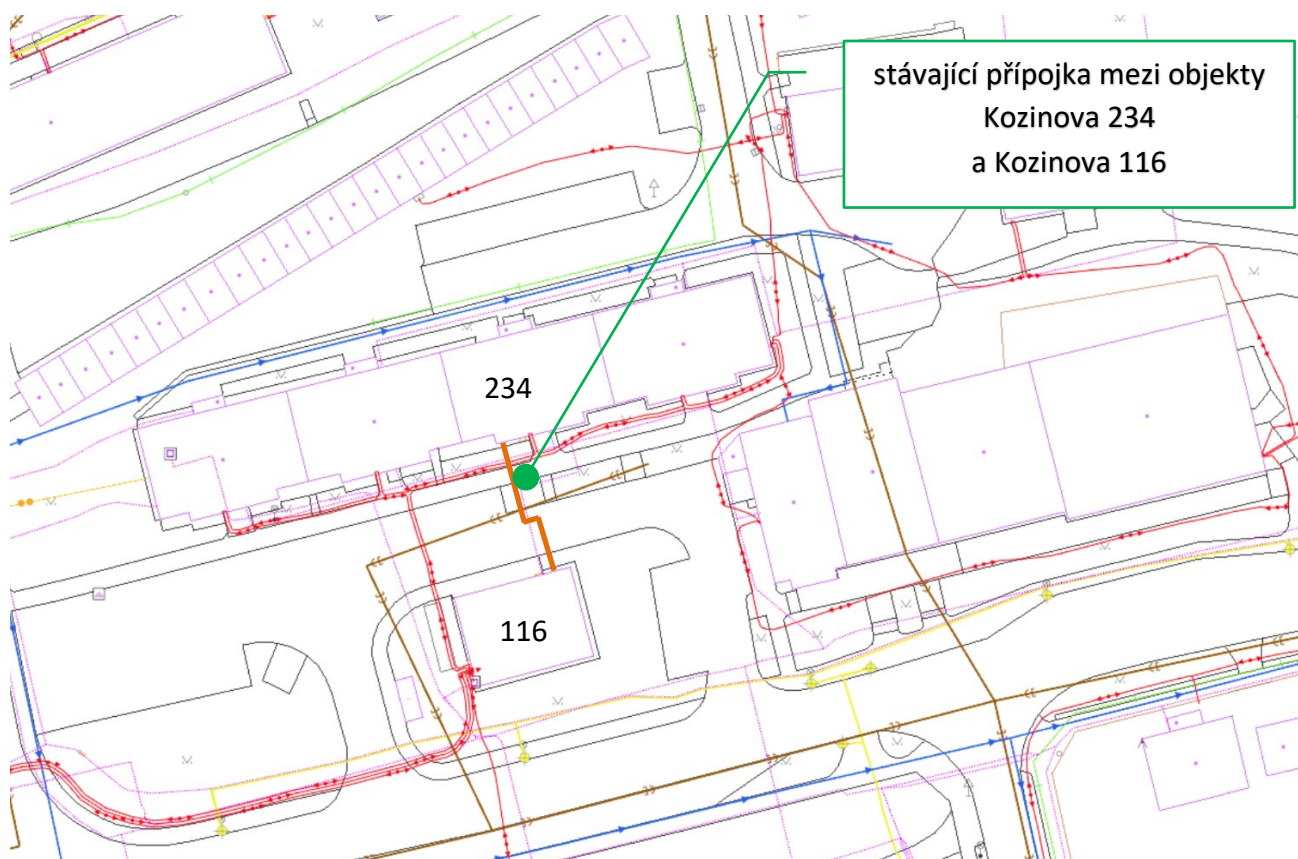 stávající přípojka mezi objekty
Kozinova 234
a Kozinova 116
234
116